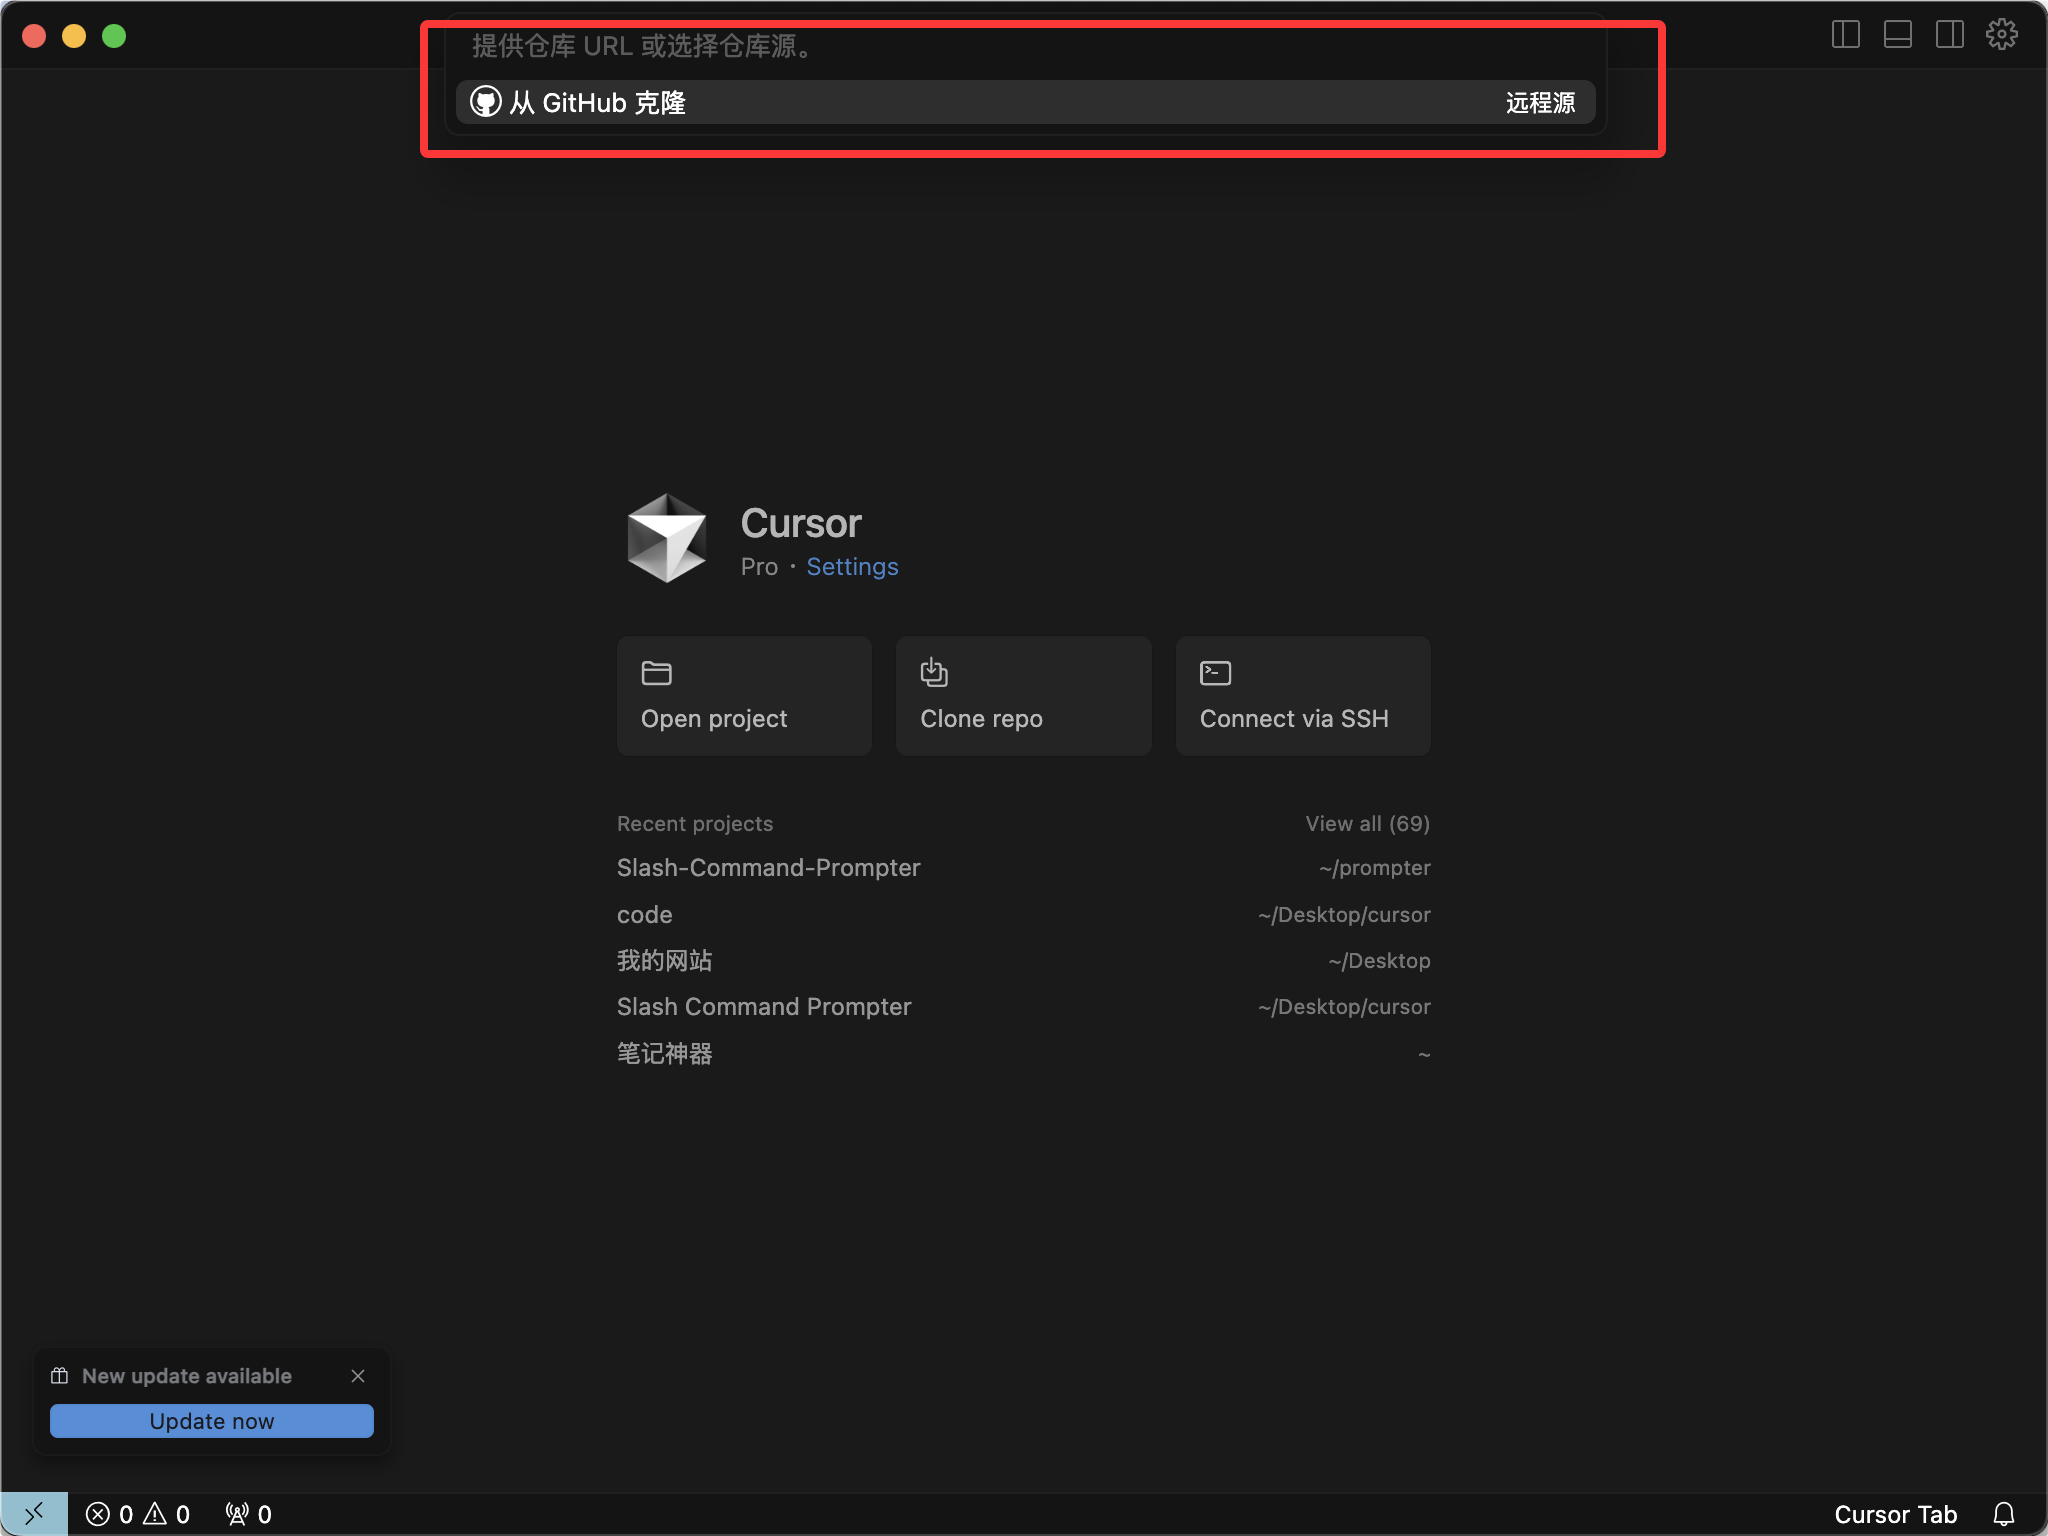 提供仓库 URL 或选择仓库源。
从 GitHub 克隆 远程源
Cursor
Pro · Settings
Open project
Clone repo
Connect via SSH
Recent projects View all (69)
Slash-Command-Prompter ~/prompter
code ~/Desktop/cursor
我的网站 ~/Desktop
Slash Command Prompter ~/Desktop/cursor
笔记神器 ~
New update available
Update now
0 0 0 Cursor Tab